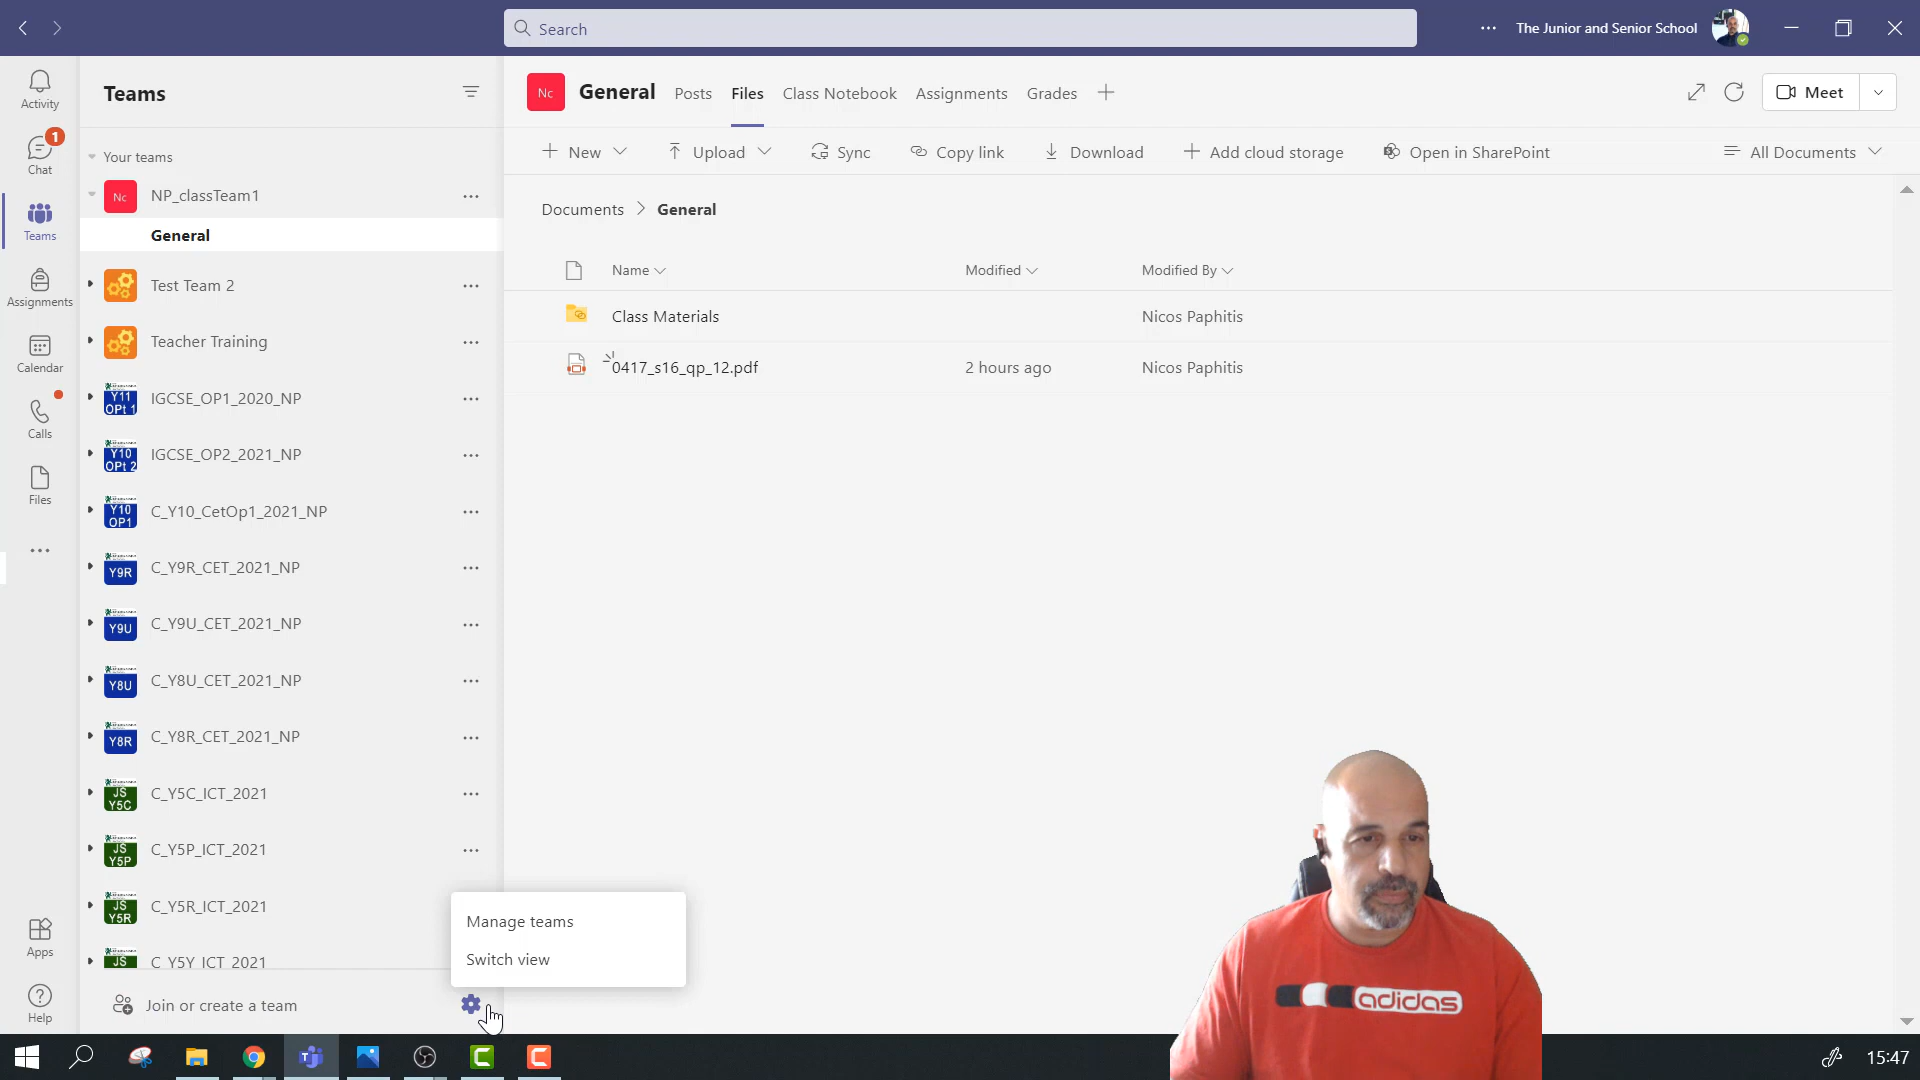 Search
The Junior and Senior School
Activity
1
Chat
Teams
Assignments
Calendar
Calls
Files
Apps
Help
Teams
Your teams
Nc NP_classTeam1
General
Test Team 2
Teacher Training
Y11 OPt 1 IGCSE_OP1_2020_NP
Y10 OPt 2 IGCSE_OP2_2021_NP
Y10 OP1 C_Y10_CetOp1_2021_NP
Y9R C_Y9R_CET_2021_NP
Y9U C_Y9U_CET_2021_NP
Y8U C_Y8U_CET_2021_NP
Y8R C_Y8R_CET_2021_NP
JS Y5C C_Y5C_ICT_2021
JS Y5P C_Y5P_ICT_2021
JS Y5R C_Y5R_ICT_2021
JS C_Y5Y_ICT_2021
Manage teams
Switch view
Join or create a team
Nc General Posts Files Class Notebook Assignments Grades
Meet
New Upload Sync Copy link Download Add cloud storage Open in SharePoint All Documents
Documents > General
Name Modified Modified By
Class Materials Nicos Paphitis
0417_s16_qp_12.pdf 2 hours ago Nicos Paphitis
adidas
15:47